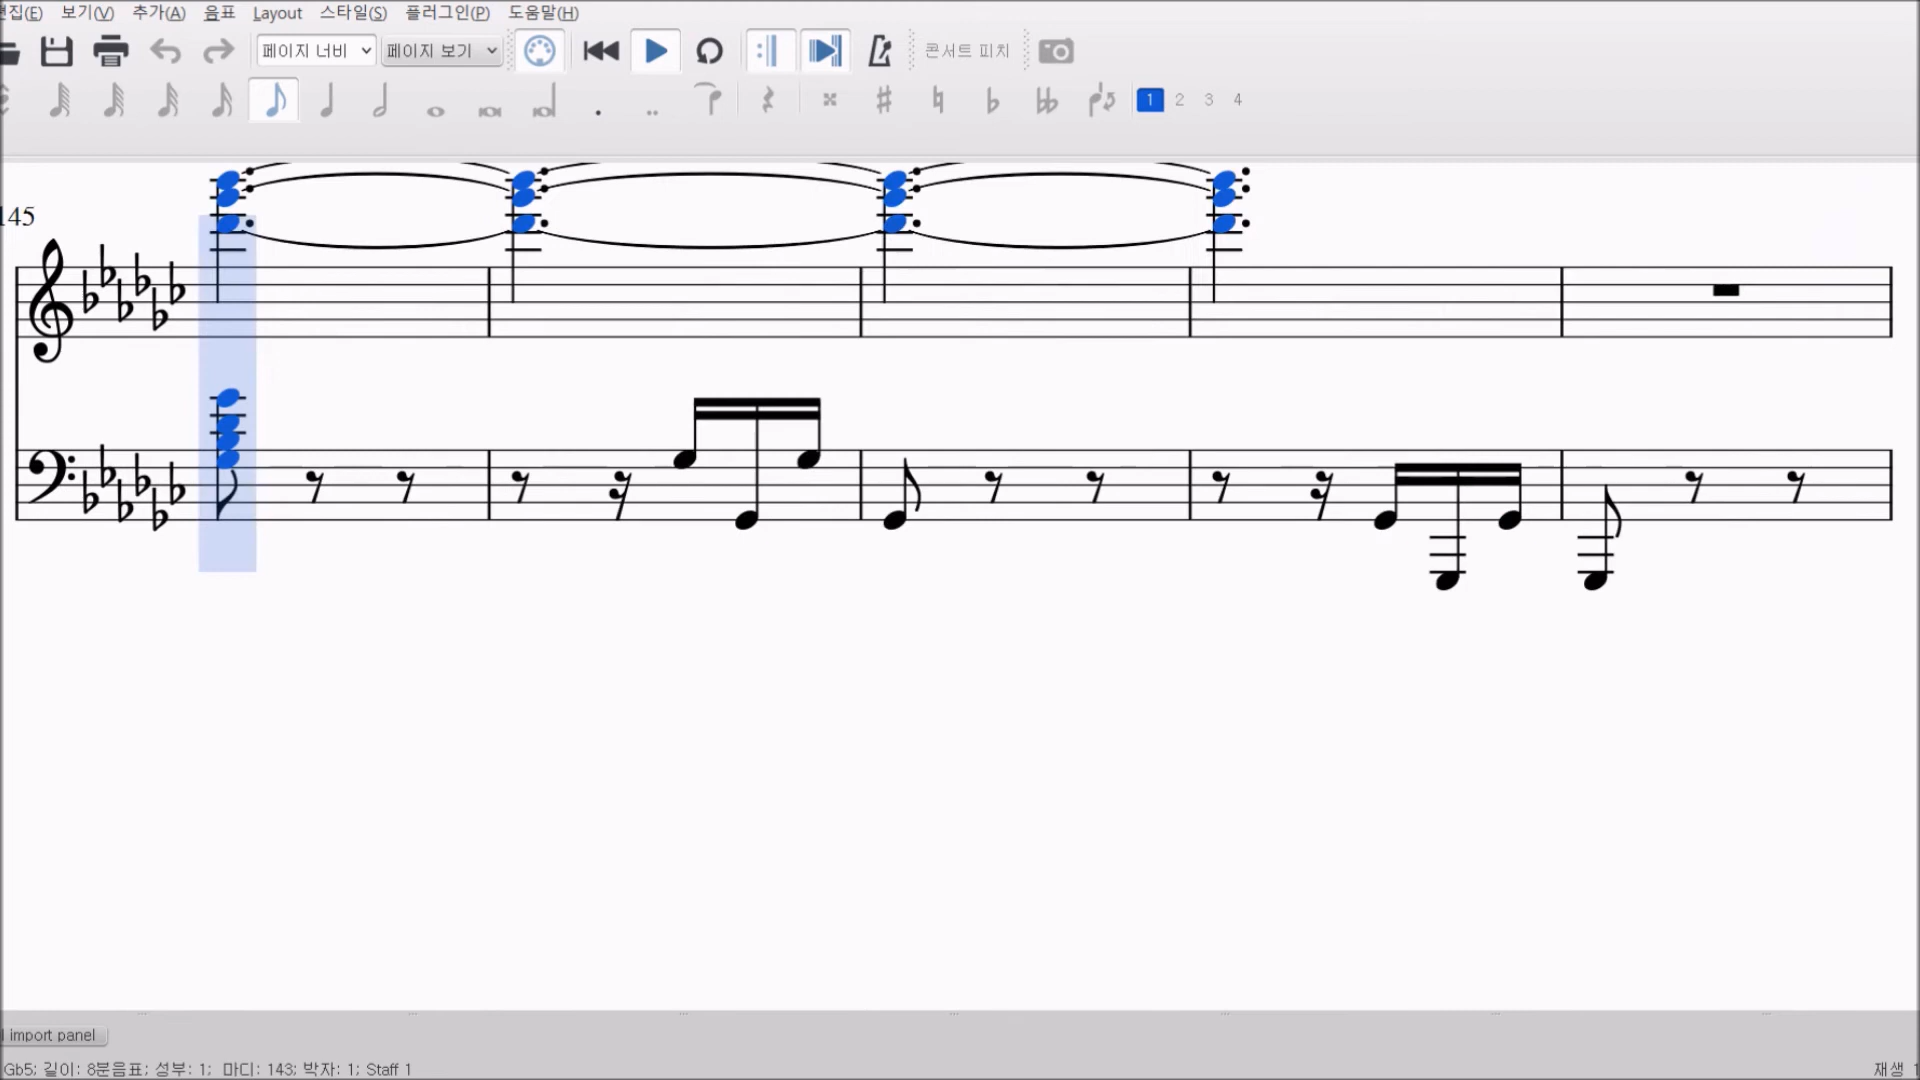 편집(E) 보기(V) 추가(A) 음표 Layout 스타일(S) 플러그인(P) 도움말(H)
페이지 너비 페이지 보기 콘서트 피치
1 2 3 4
145
import panel
Gb5; 길이: 8분음표; 성부: 1; 마디: 143; 박자: 1; Staff 1
재생 1